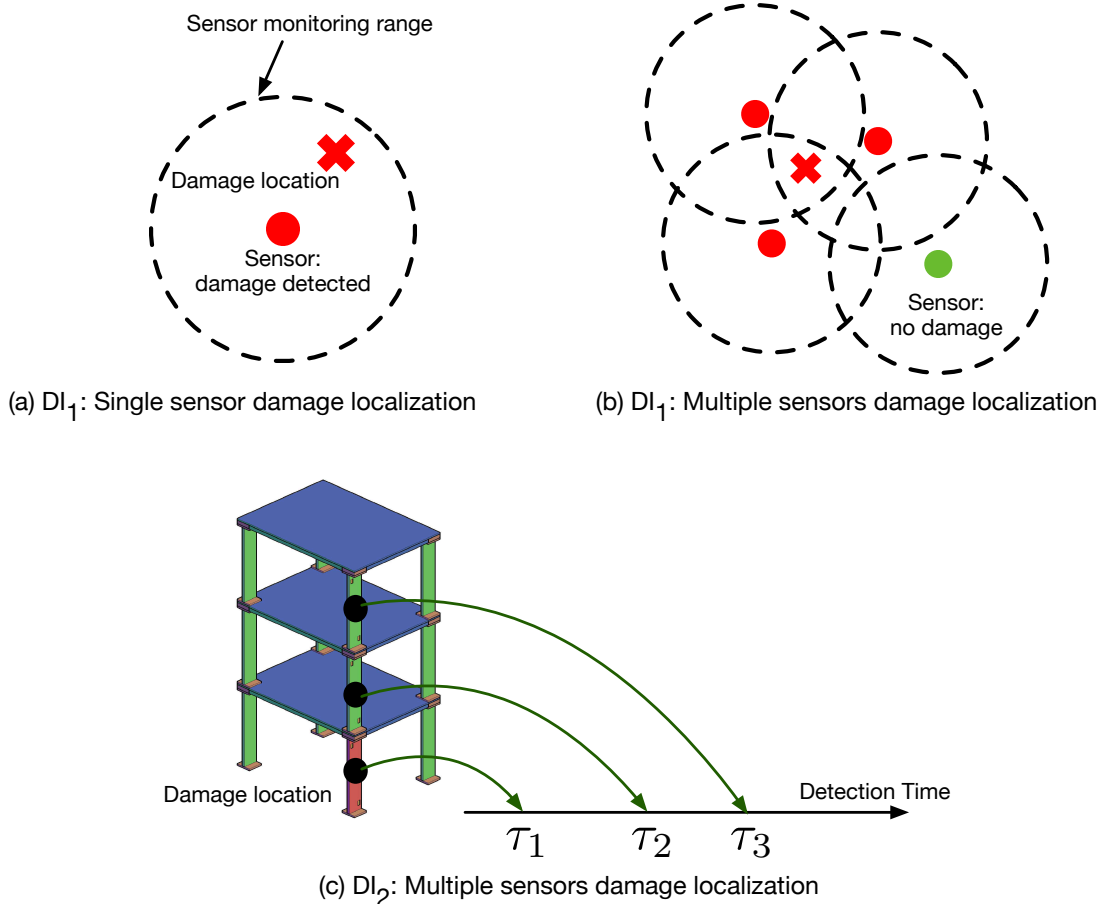 Sensor monitoring range
Damage location
Sensor:
damage detected
Sensor:
no damage
(a) DI₁: Single sensor damage localization
(b) DI₁: Multiple sensors damage localization
Damage location
Detection Time
τ₁ τ₂ τ₃
(c) DI₂: Multiple sensors damage localization